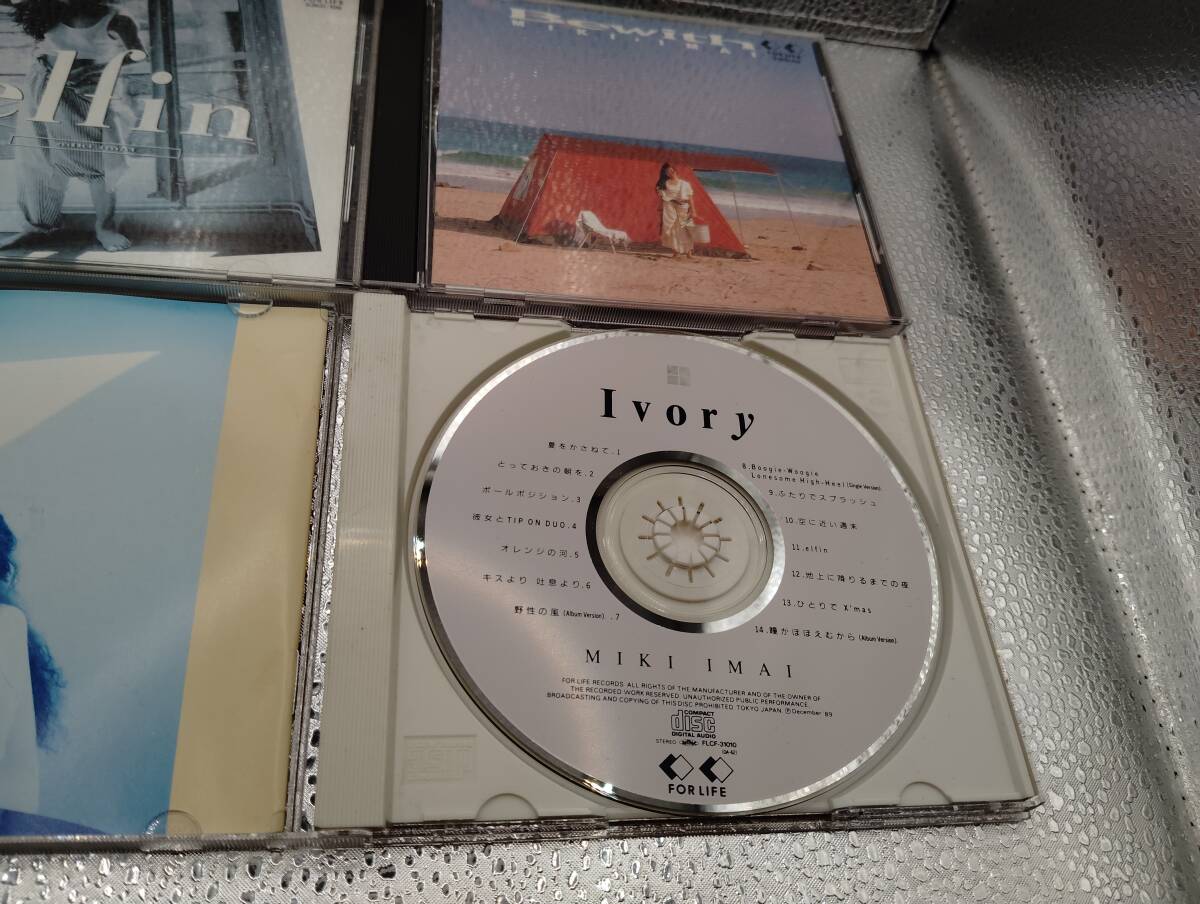 FOR LIFE
elfin
Bewith
FOR LIFE
Ivory
夏をかさねて.1
とっておきの朝を.2
ポールポジション.3
彼女とTIP ON DUO.4
オレンジの河.5
キスより 吐息より.6
野性の風(Album Version).7
8.Boogie-Woogie
Lonesome High-Heel(Single Version)
9.ふたりでスプラッシュ
10.空に近い週末
11.elfin
12.地上に降りるまでの夜
13.ひとりで X'mas
14.瞳がほほえむから(Album Version)
MIKI IMAI
FOR LIFE RECORDS. ALL RIGHTS OF THE MANUFACTURER AND OF THE OWNER OF
THE RECORDED WORK RESERVED. UNAUTHORIZED PUBLIC PERFORMANCE.
BROADCASTING AND COPYING OF THIS DISC PROHIBITED. TOKYO JAPAN. ℗December '89
COMPACT
disc
DIGITAL AUDIO
STEREO FLCF-31010
FOR LIFE